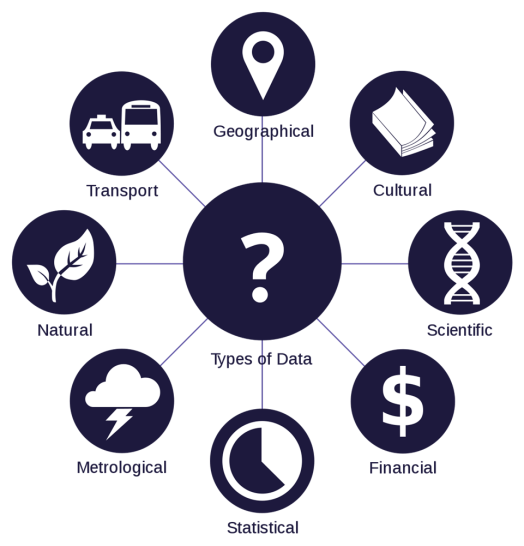 Geographical
Transport
Cultural
?
Natural
Scientific
Types of Data
$
Metrological
Financial
Statistical